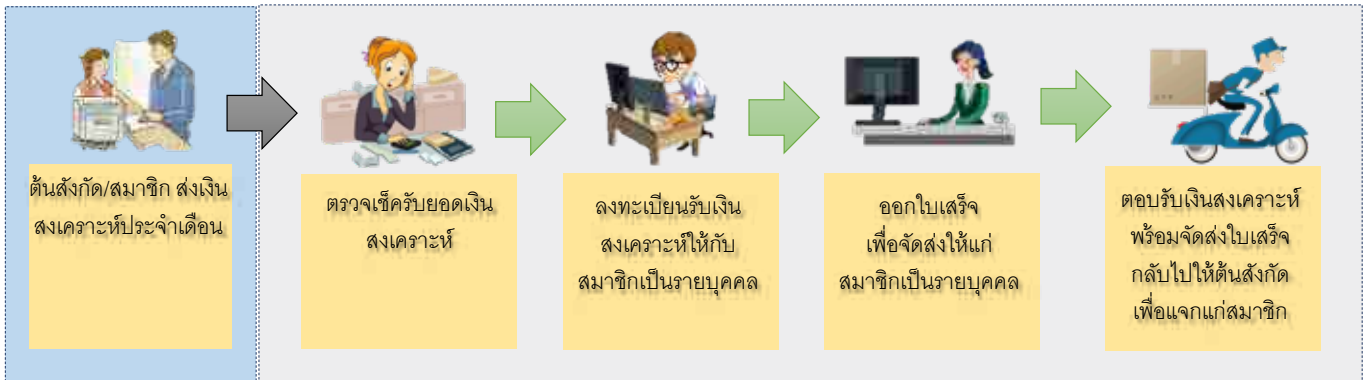 ต้นสังกัด/สมาชิก ส่งเงิน
สงเคราะห์ประจำเดือน
ตรวจเช็ครับยอดเงิน
สงเคราะห์
ลงทะเบียนรับเงิน
สงเคราะห์ให้กับ
สมาชิกเป็นรายบุคคล
ออกใบเสร็จ
เพื่อจัดส่งให้แก่
สมาชิกเป็นรายบุคคล
ตอบรับเงินสงเคราะห์
พร้อมจัดส่งใบเสร็จ
กลับไปให้ต้นสังกัด
เพื่อแจกแก่สมาชิก